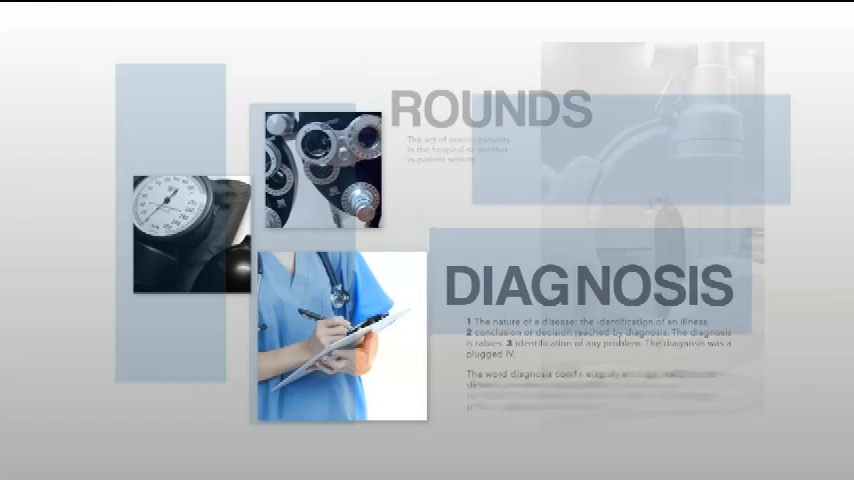 ROUNDS
The act of seeing patients
in the hospital or another
in-patient setting
DIAGNOSIS
1 The nature of a disease; the identification of an illness.
2 conclusion or decision reached by diagnosis. The diagnosis
is rabies. 3 identification of any problem. The diagnosis was a
plugged IV.
The word diagnosis